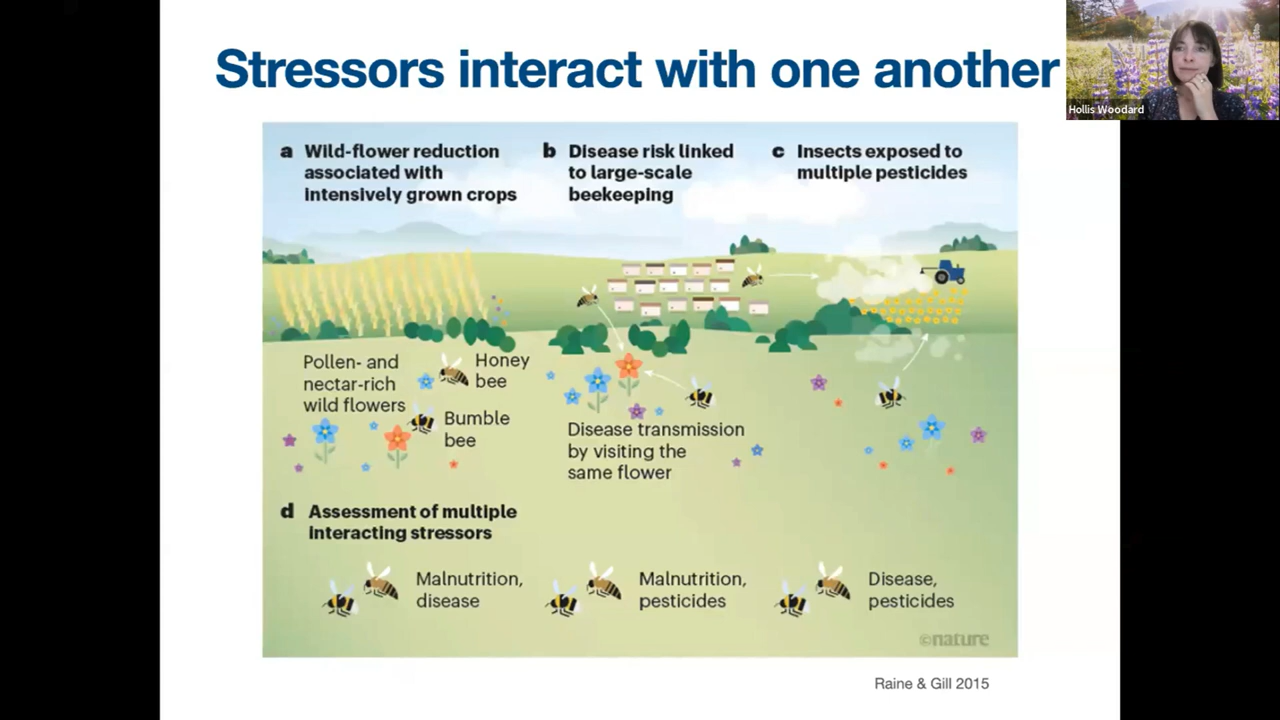 Stressors interact with one another
Hollis Woodard
a Wild-flower reduction
associated with
intensively grown crops
b Disease risk linked
to large-scale
beekeeping
c Insects exposed to
multiple pesticides
Pollen- and
nectar-rich
wild flowers
Honey
bee
Bumble
bee
Disease transmission
by visiting the
same flower
d Assessment of multiple
interacting stressors
Malnutrition,
disease
Malnutrition,
pesticides
Disease,
pesticides
©nature
Raine & Gill 2015